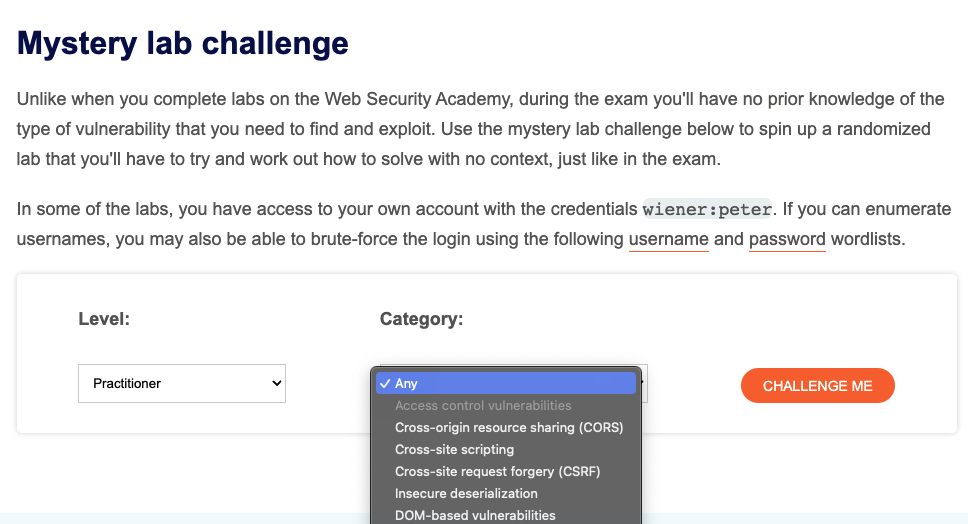 Mystery lab challenge
Unlike when you complete labs on the Web Security Academy, during the exam you'll have no prior knowledge of the
type of vulnerability that you need to find and exploit. Use the mystery lab challenge below to spin up a randomized
lab that you'll have to try and work out how to solve with no context, just like in the exam.
In some of the labs, you have access to your own account with the credentials wiener:peter. If you can enumerate
usernames, you may also be able to brute-force the login using the following username and password wordlists.
Level:
Category:
Practitioner
✓ Any
CHALLENGE ME
Access control vulnerabilities
Cross-origin resource sharing (CORS)
Cross-site scripting
Cross-site request forgery (CSRF)
Insecure deserialization
DOM-based vulnerabilities